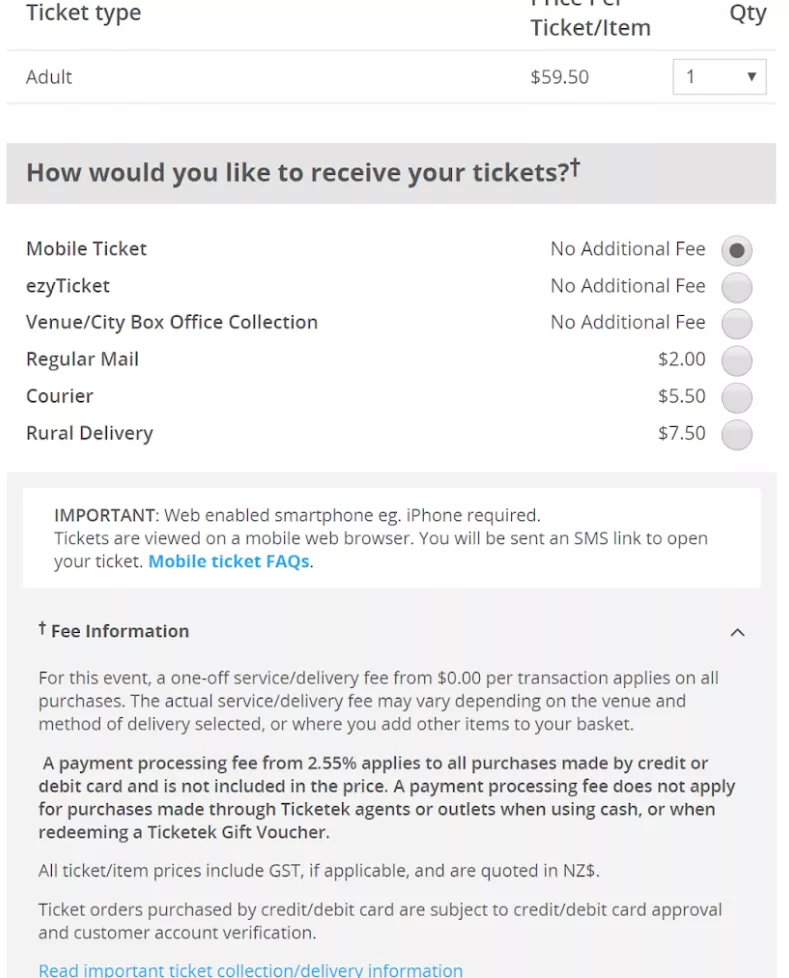 Ticket type Price Per Qty
Ticket/Item
Adult $59.50 1 ▼
How would you like to receive your tickets?†
Mobile Ticket No Additional Fee
ezyTicket No Additional Fee
Venue/City Box Office Collection No Additional Fee
Regular Mail $2.00
Courier $5.50
Rural Delivery $7.50
IMPORTANT: Web enabled smartphone eg. iPhone required.
Tickets are viewed on a mobile web browser. You will be sent an SMS link to open
your ticket. Mobile ticket FAQs.
† Fee Information
For this event, a one-off service/delivery fee from $0.00 per transaction applies on all
purchases. The actual service/delivery fee may vary depending on the venue and
method of delivery selected, or where you add other items to your basket.
A payment processing fee from 2.55% applies to all purchases made by credit or
debit card and is not included in the price. A payment processing fee does not apply
for purchases made through Ticketek agents or outlets when using cash, or when
redeeming a Ticketek Gift Voucher.
All ticket/item prices include GST, if applicable, and are quoted in NZ$.
Ticket orders purchased by credit/debit card are subject to credit/debit card approval
and customer account verification.
Read important ticket collection/delivery information